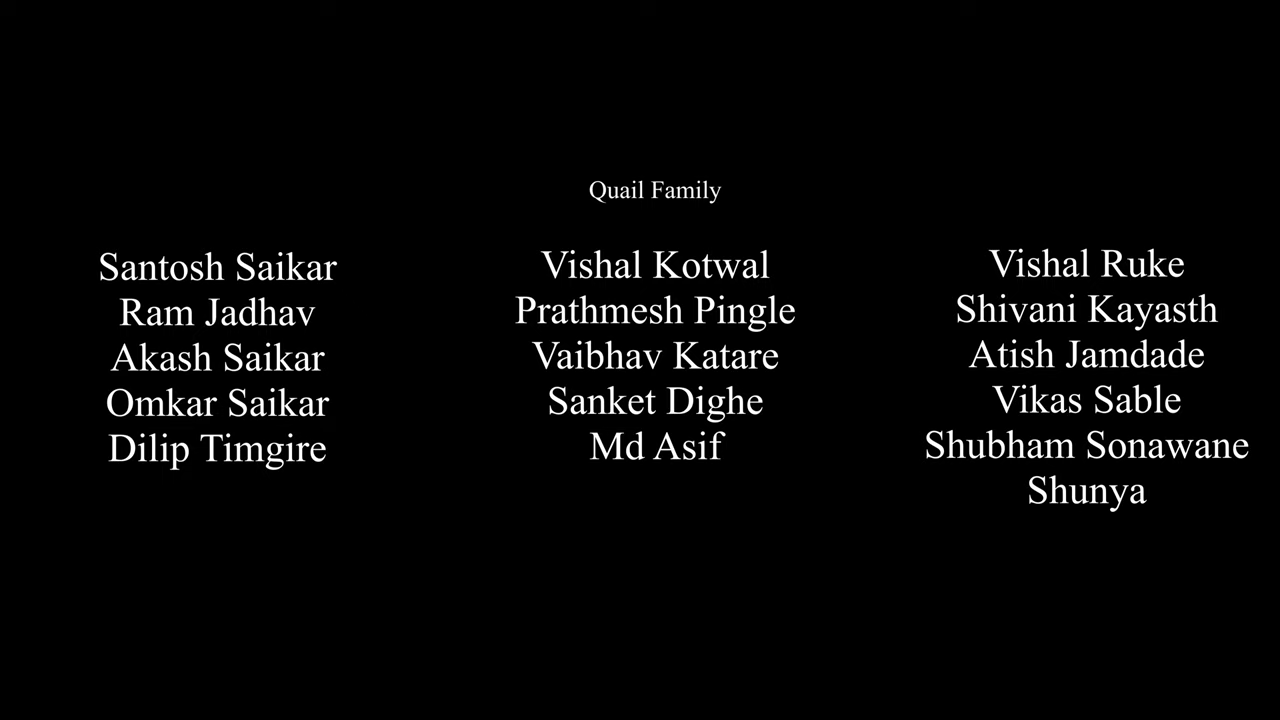 Quail Family
Santosh Saikar
Ram Jadhav
Akash Saikar
Omkar Saikar
Dilip Timgire
Vishal Kotwal
Prathmesh Pingle
Vaibhav Katare
Sanket Dighe
Md Asif
Vishal Ruke
Shivani Kayasth
Atish Jamdade
Vikas Sable
Shubham Sonawane
Shunya